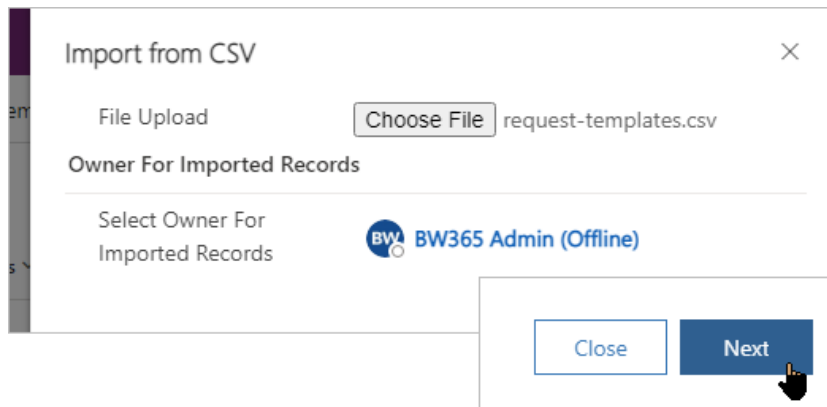 Import from CSV
File Upload Choose File request-templates.csv
Owner For Imported Records
Select Owner For
Imported Records
BW BW365 Admin (Offline)
Close Next